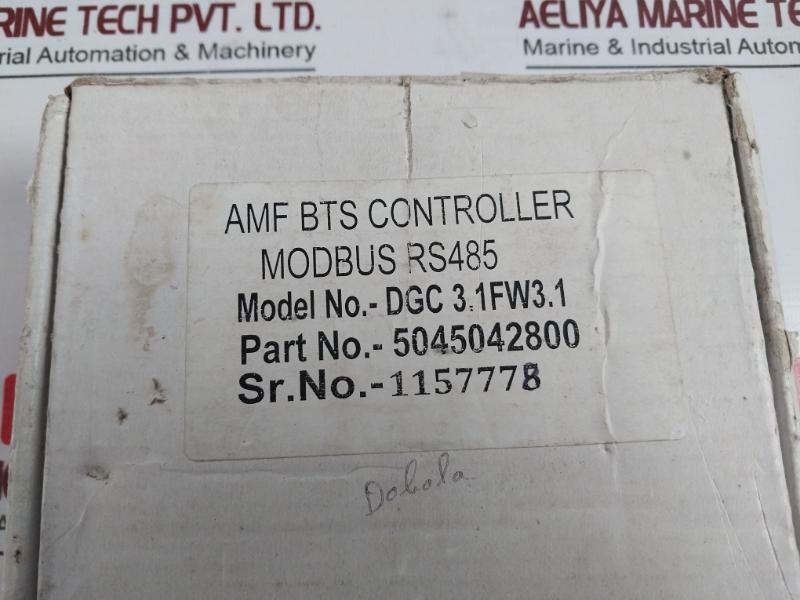 RINE TECH PVT. LTD.
rial Automation & Machinery
AELIYA MARINE TE
Marine & Industrial Autom
AMF BTS CONTROLLER
MODBUS RS485
Model No.- DGC 3.1FW3.1
Part No.- 5045042800
Sr.No.-1157778